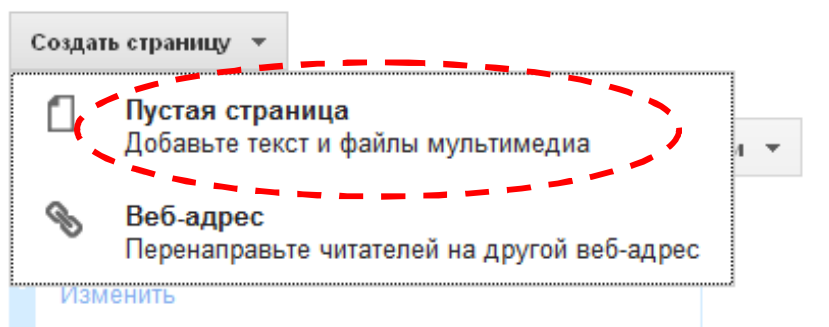 Создать страницу
Пустая страница
Добавьте текст и файлы мультимедиа
Веб-адрес
Перенаправьте читателей на другой веб-адрес
Изменить